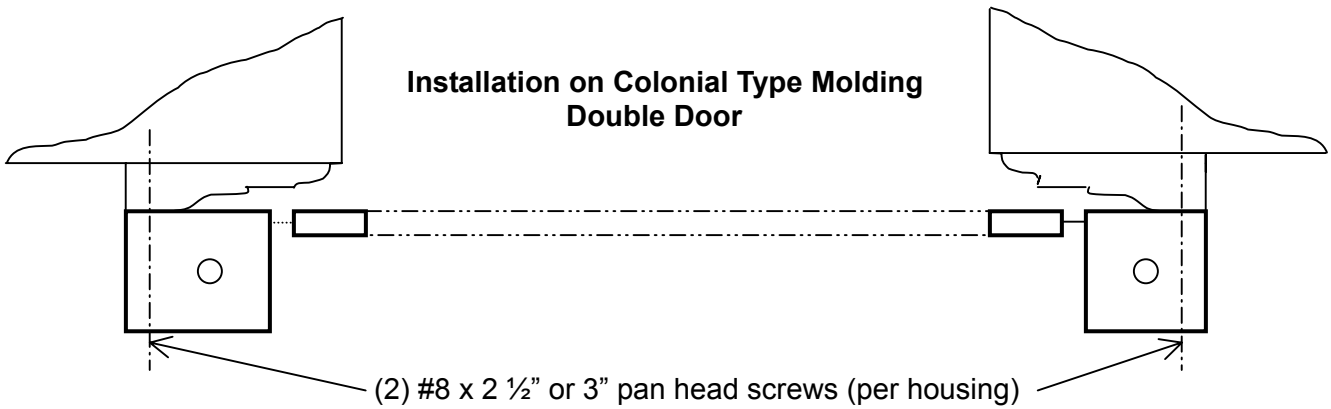 Installation on Colonial Type Molding
Double Door
(2) #8 x 2 ½” or 3” pan head screws (per housing)